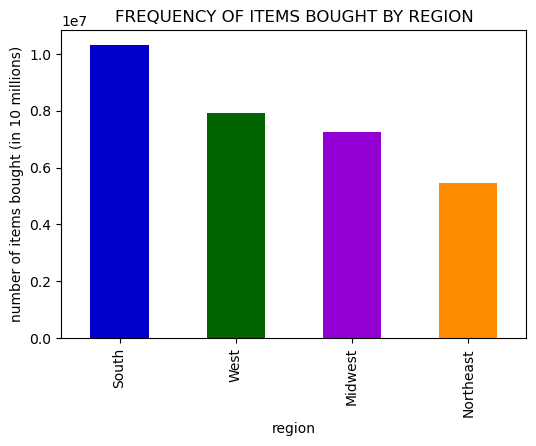 FREQUENCY OF ITEMS BOUGHT BY REGION
1e7
number of items bought (in 10 millions)
1.0
0.8
0.6
0.4
0.2
0.0
South
West
Midwest
Northeast
region